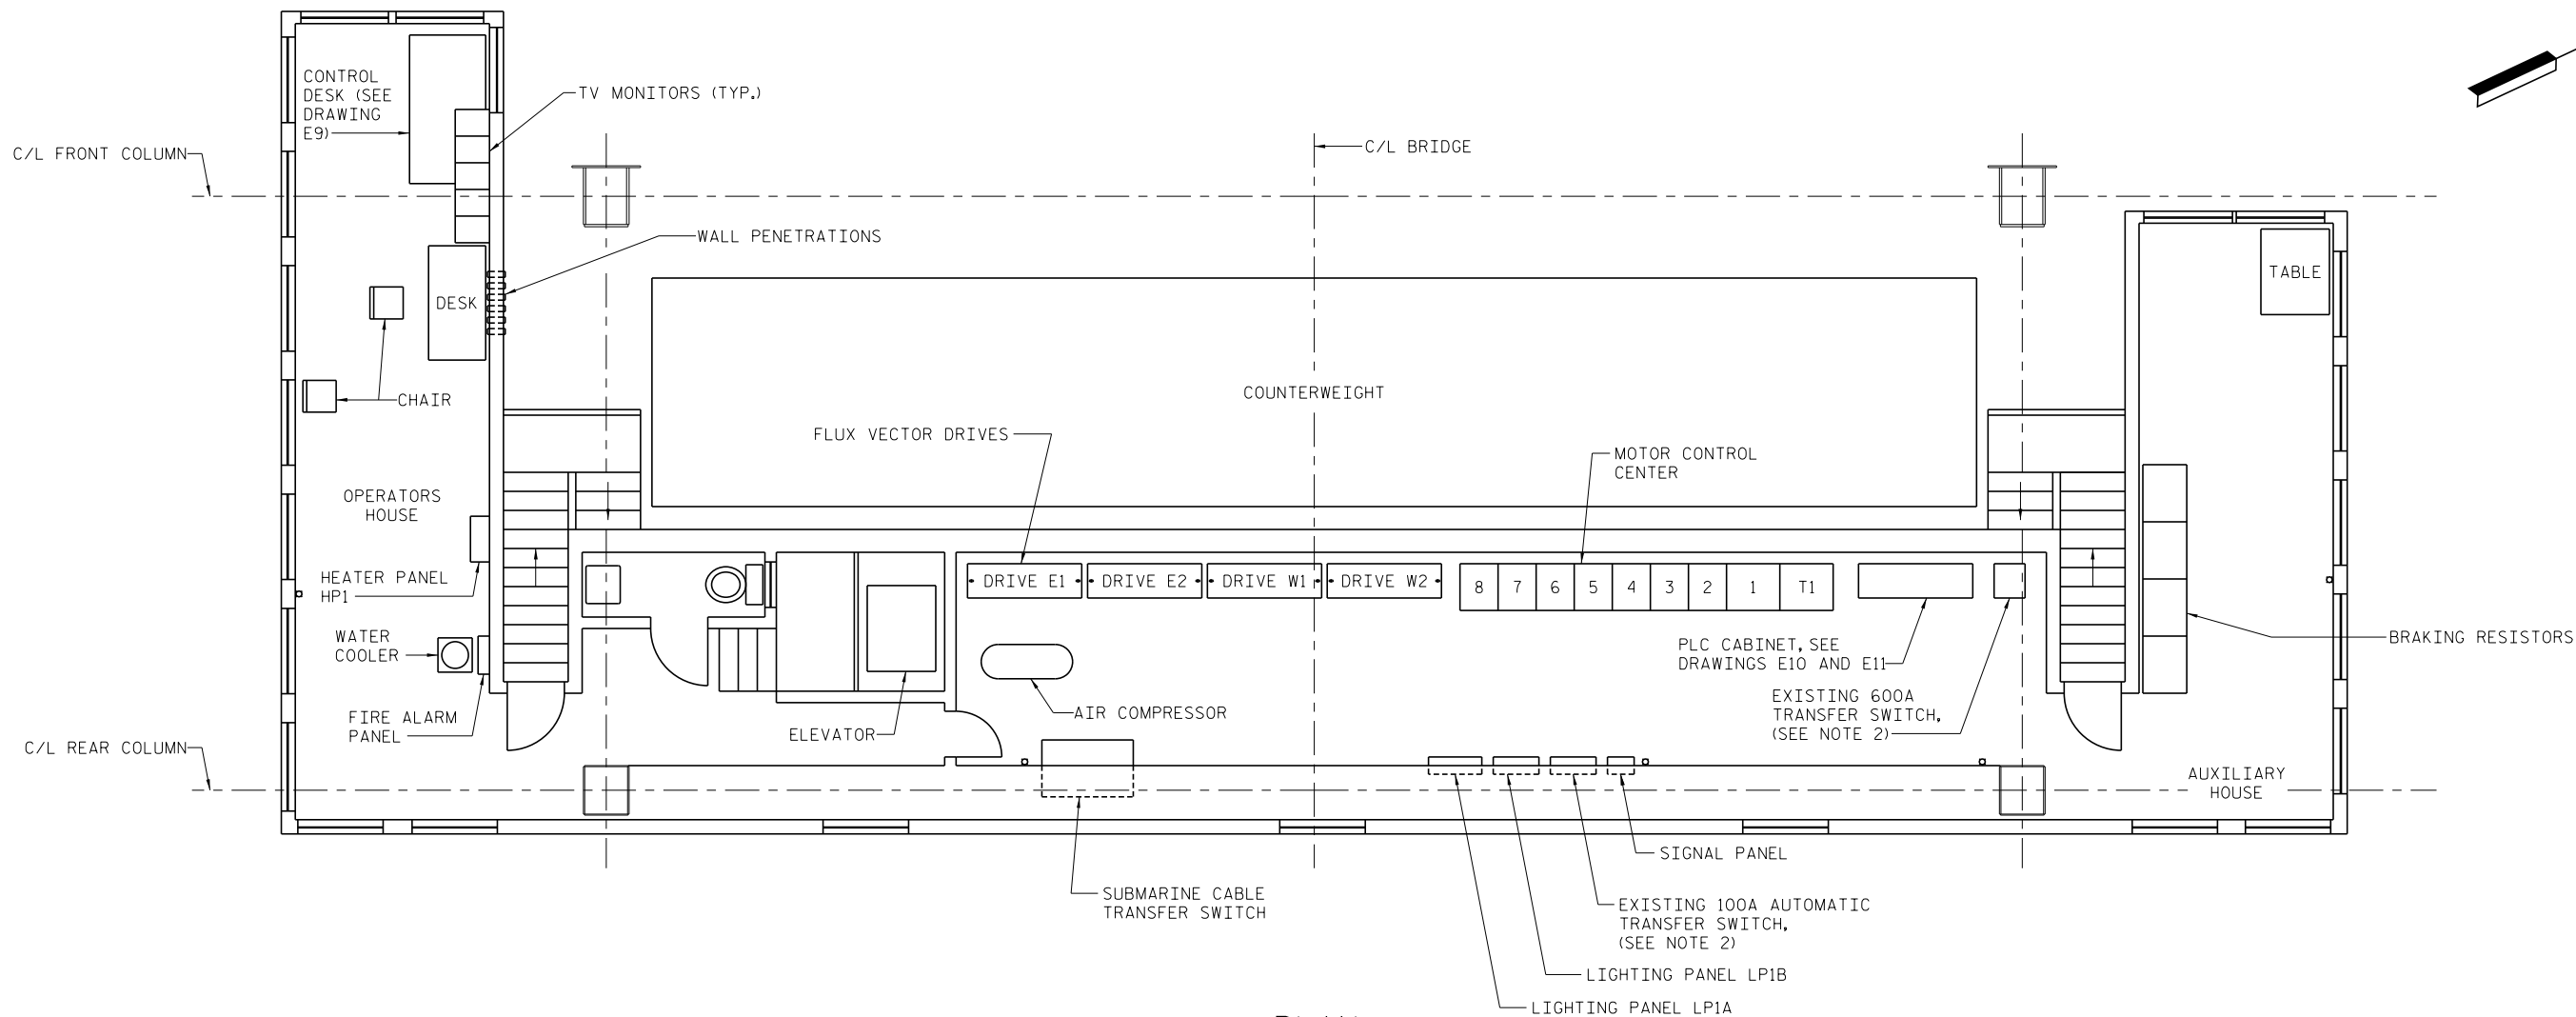 CONTROL
DESK (SEE
DRAWING
E9)
TV MONITORS (TYP.)
C/L FRONT COLUMN
C/L BRIDGE
WALL PENETRATIONS
TABLE
DESK
CHAIR
COUNTERWEIGHT
FLUX VECTOR DRIVES
MOTOR CONTROL
CENTER
OPERATORS
HOUSE
HEATER PANEL
HP1
DRIVE E1
DRIVE E2
DRIVE W1
DRIVE W2
8
7
6
5
4
3
2
1
T1
WATER
COOLER
PLC CABINET, SEE
DRAWINGS E10 AND E11
BRAKING RESISTORS
EXISTING 600A
TRANSFER SWITCH.
(SEE NOTE 2)
FIRE ALARM
PANEL
AIR COMPRESSOR
ELEVATOR
C/L REAR COLUMN
AUXILIARY
HOUSE
SIGNAL PANEL
SUBMARINE CABLE
TRANSFER SWITCH
EXISTING 100A AUTOMATIC
TRANSFER SWITCH.
(SEE NOTE 2)
LIGHTING PANEL LP1B
LIGHTING PANEL LP1A